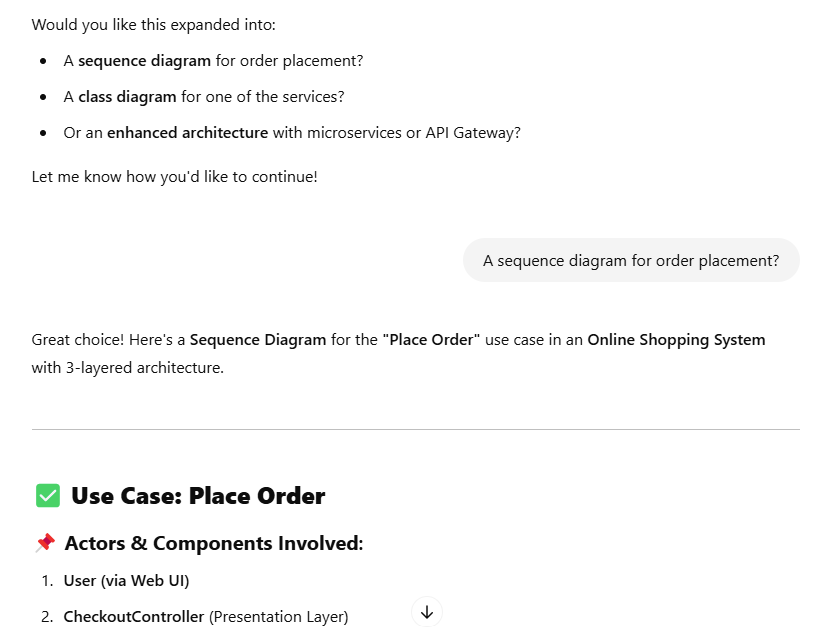 Would you like this expanded into:
A sequence diagram for order placement?
A class diagram for one of the services?
Or an enhanced architecture with microservices or API Gateway?
Let me know how you'd like to continue!
A sequence diagram for order placement?
Great choice! Here's a Sequence Diagram for the "Place Order" use case in an Online Shopping System
with 3-layered architecture.
✅ Use Case: Place Order
📌 Actors & Components Involved:
1. User (via Web UI)
2. CheckoutController (Presentation Layer)